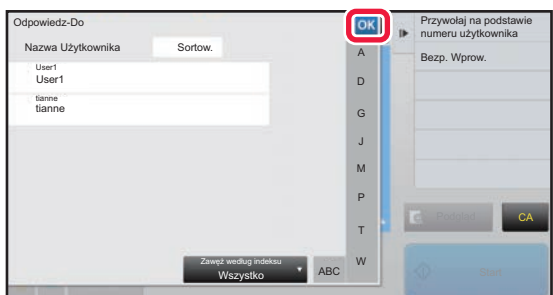 Odpowiedz-Do
OK
Nazwa Użytkownika
Sortow.
User1
User1
tianne
tianne
A
D
G
J
M
P
T
W
Zawęź według indeksu
Wszystko
ABC
Przywołaj na podstawie
numeru użytkownika
Bezp. Wprow.
CA
Start